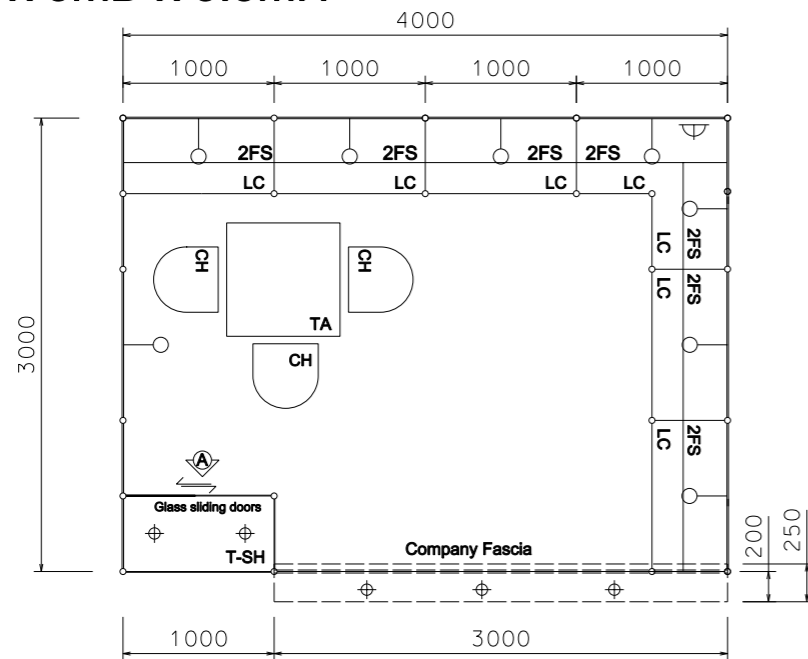 4000
1000 1000 1000 1000
2FS 2FS 2FS 2FS
LC LC LC LC
CH CH LC 2FS
LC 2FS
TA
CH
3000
LC 2FS
A
Glass sliding doors
Company Fascia
T-SH
200 250
1000 3000